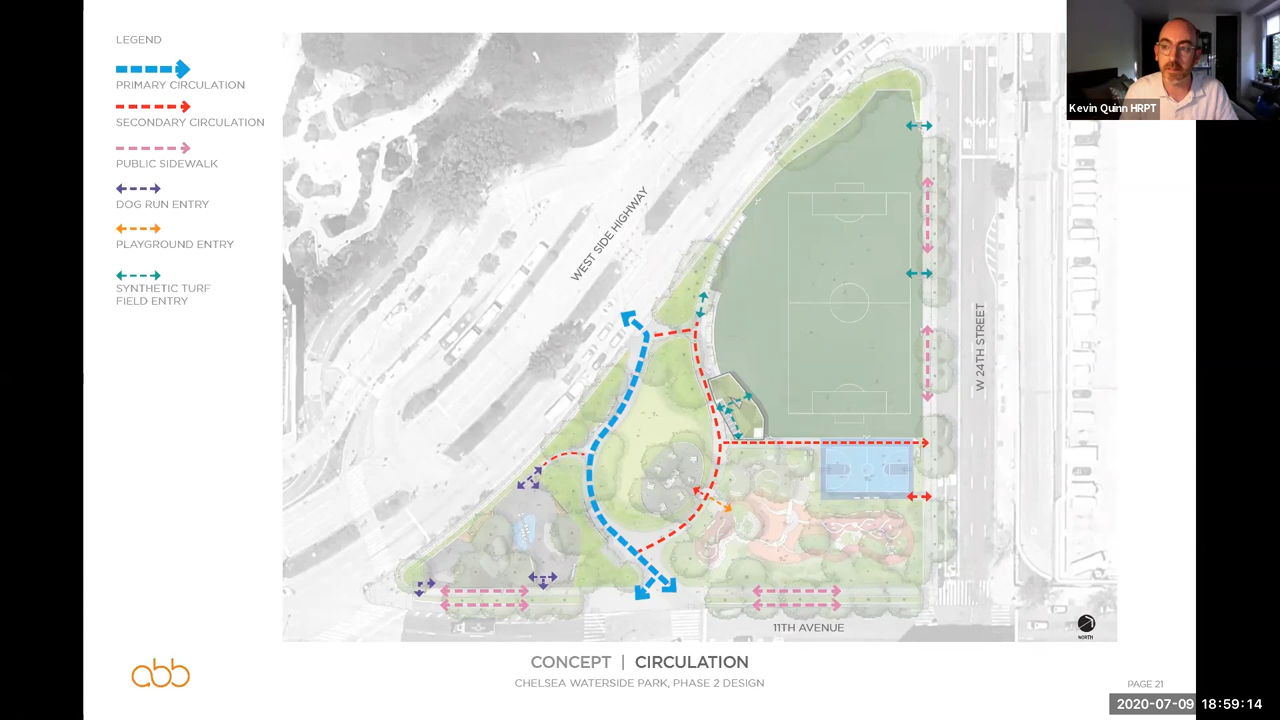 LEGEND
PRIMARY CIRCULATION
SECONDARY CIRCULATION
PUBLIC SIDEWALK
DOG RUN ENTRY
PLAYGROUND ENTRY
SYNTHETIC TURF
FIELD ENTRY
WEST SIDE HIGHWAY
W 24TH STREET
11TH AVENUE
NORTH
Kevin Quinn HRPT
abb
CONCEPT | CIRCULATION
CHELSEA WATERSIDE PARK, PHASE 2 DESIGN
PAGE 21
2020-07-09 18:59:14